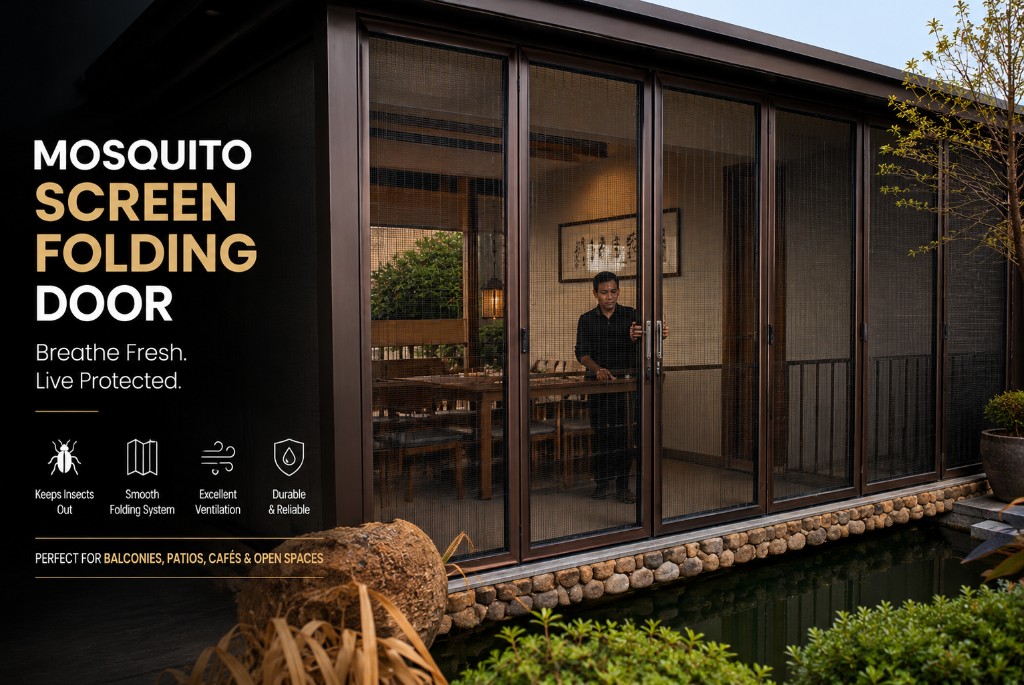 MOSQUITO
SCREEN
FOLDING
DOOR
Breathe Fresh.
Live Protected.
Keeps Insects
Out
Smooth
Folding System
Excellent
Ventilation
Durable
& Reliable
PERFECT FOR BALCONIES, PATIOS, CAFÉS & OPEN SPACES